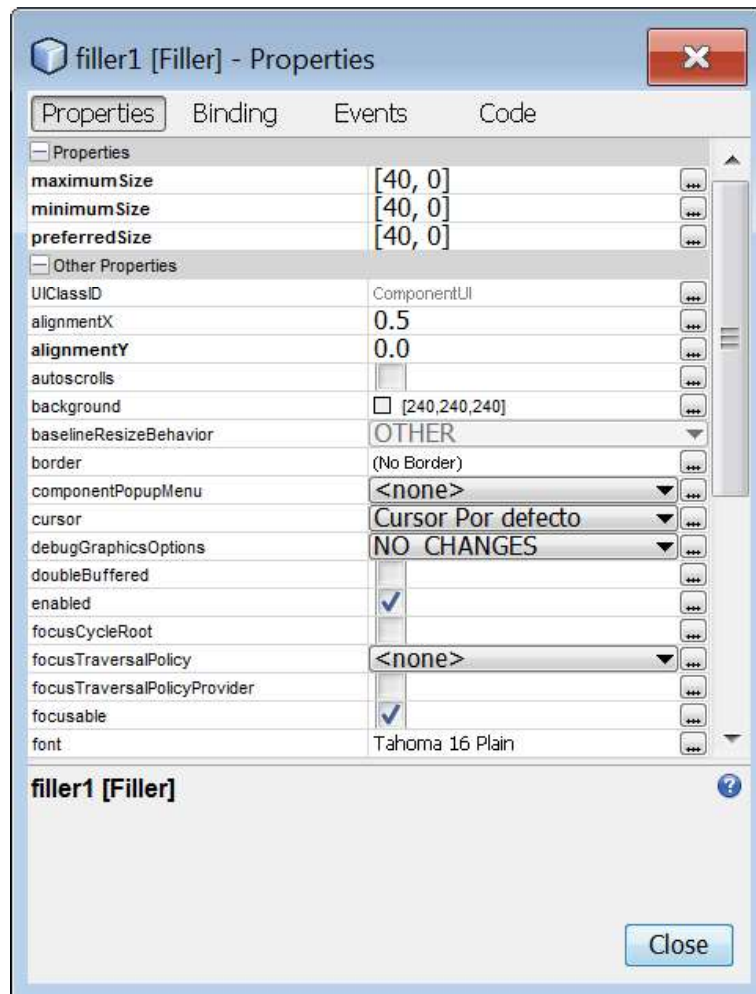 filler1 [Filler] - Properties
Properties Binding Events Code
Properties
maximumSize [40, 0] ...
minimumSize [40, 0] ...
preferredSize [40, 0] ...
Other Properties
UIClassID ComponentUI ...
alignmentX 0.5 ...
alignmentY 0.0 ...
autoscrolls ...
background [240,240,240] ...
baselineResizeBehavior OTHER
border (No Border) ...
componentPopupMenu <none> ...
cursor Cursor Por defecto ...
debugGraphicsOptions NO CHANGES ...
doubleBuffered ...
enabled ...
focusCycleRoot ...
focusTraversalPolicy <none> ...
focusTraversalPolicyProvider ...
focusable ...
font Tahoma 16 Plain ...
filler1 [Filler] ?
Close